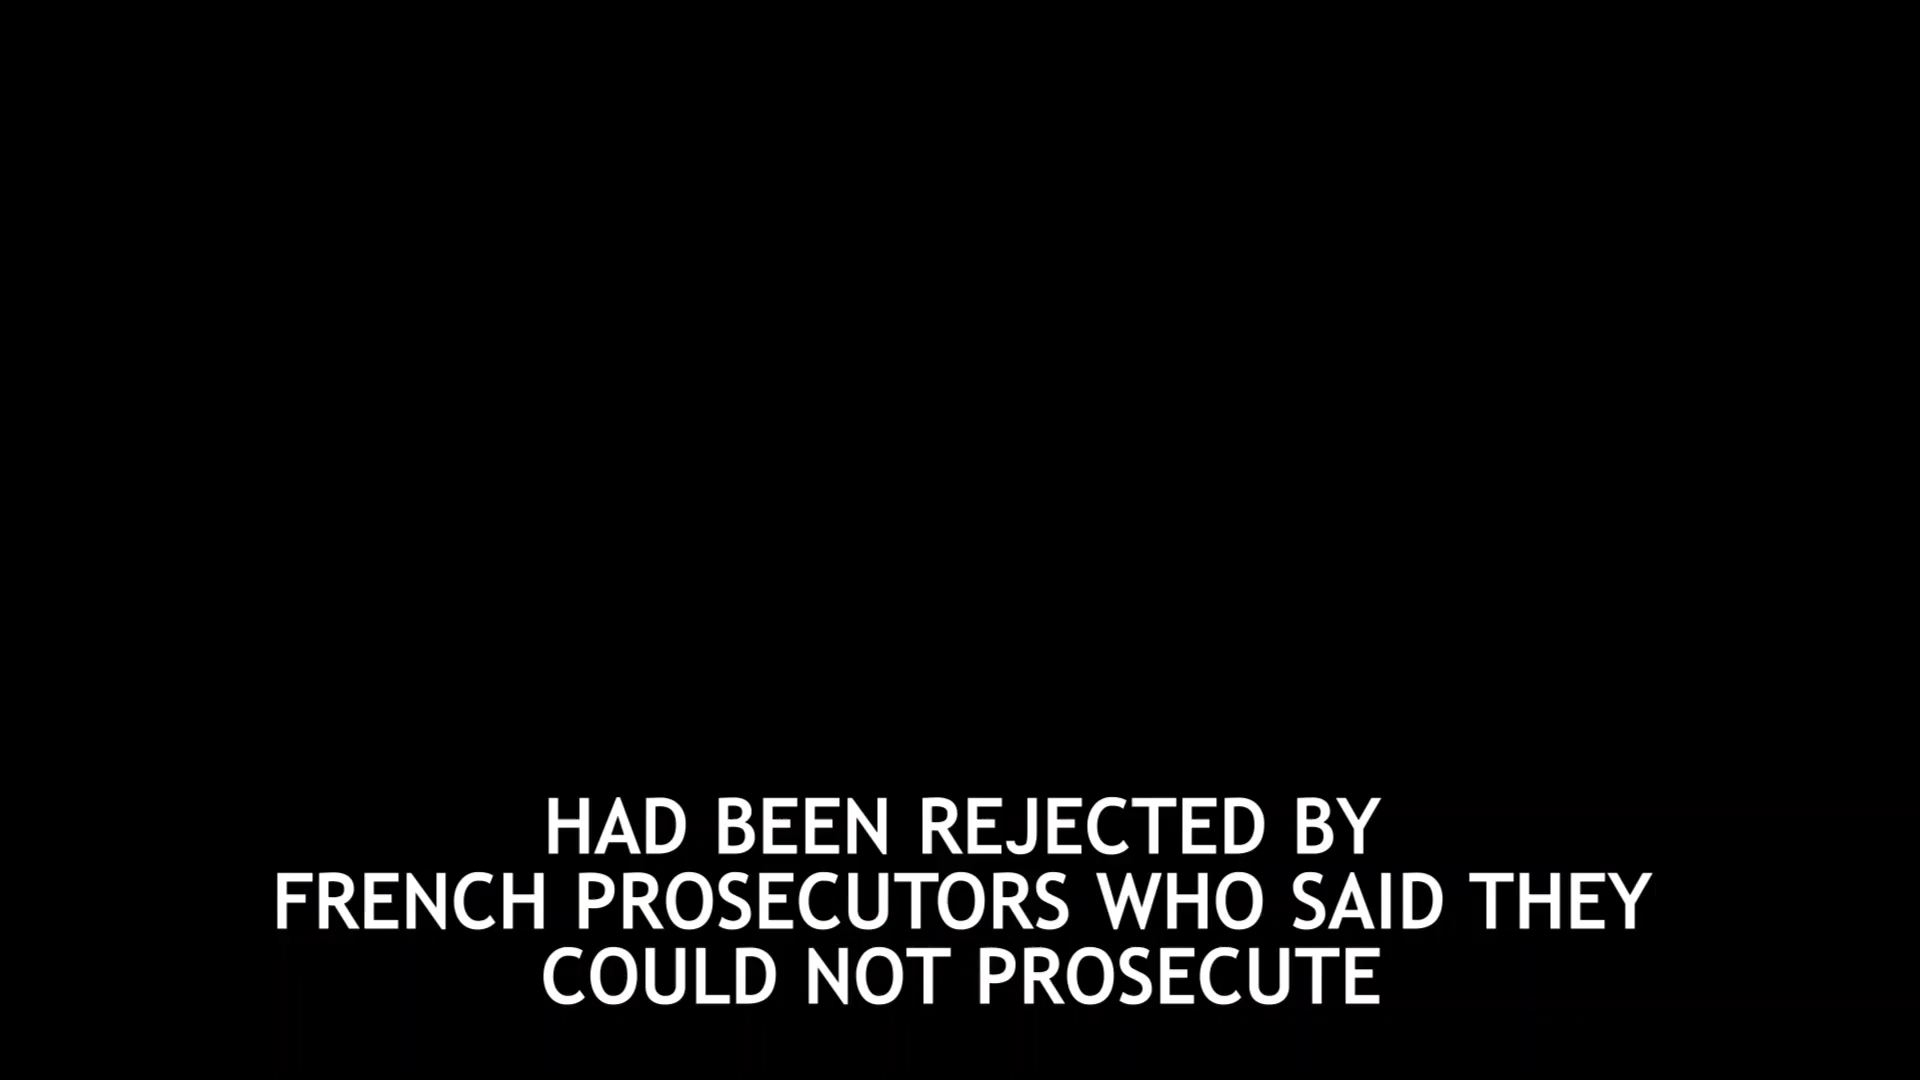 HAD BEEN REJECTED BY
FRENCH PROSECUTORS WHO SAID THEY
COULD NOT PROSECUTE